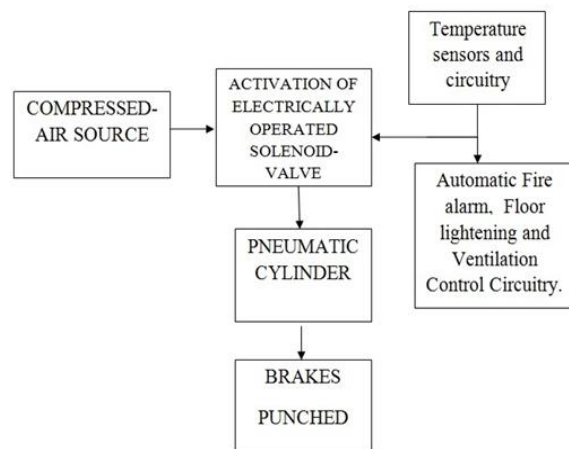 Temperature
sensors and
circuitry
COMPRESSED-
AIR SOURCE
ACTIVATION OF
ELECTRICALLY
OPERATED
SOLENOID-
VALVE
Automatic Fire
alarm, Floor
lightening and
Ventilation
Control Circuitry.
PNEUMATIC
CYLINDER
BRAKES
PUNCHED